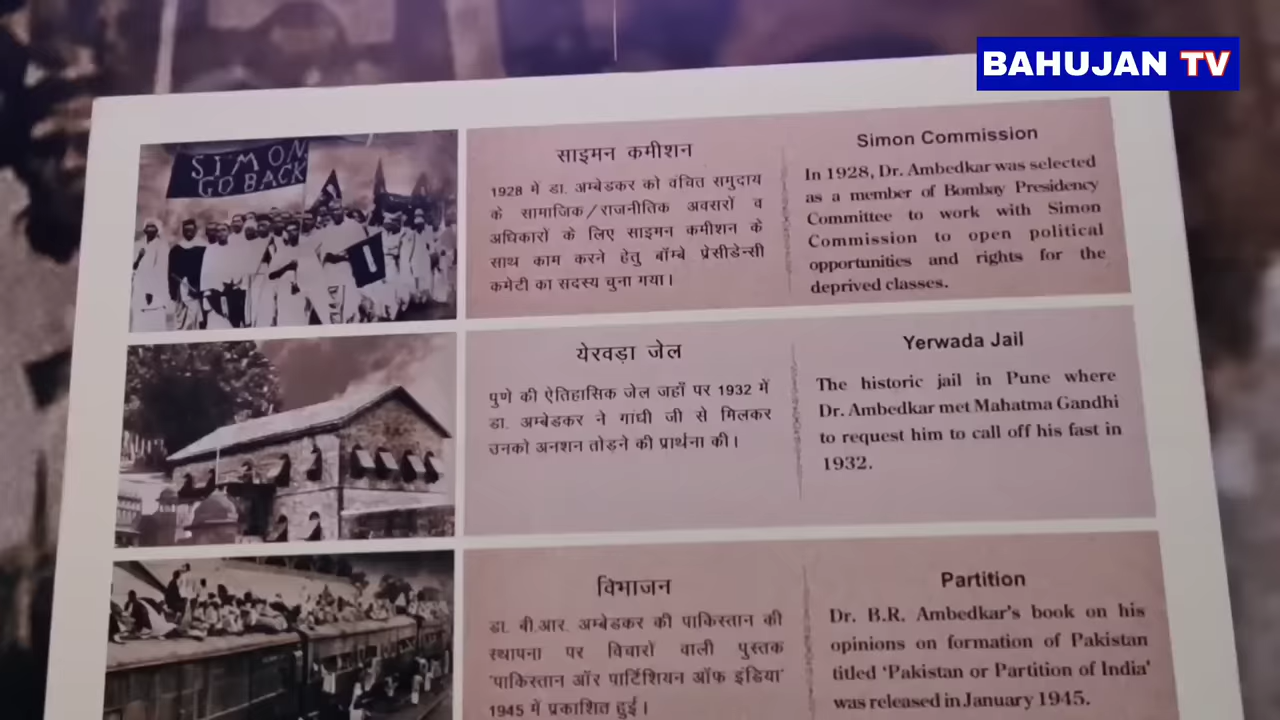 BAHUJAN TV
SIMON
GO BACK
साइमन कमीशन
1928 में डा. अम्बेडकर को वंचित समुदाय
के सामाजिक/राजनीतिक अवसरों व
अधिकारों के लिए साइमन कमीशन के
साथ काम करने हेतु बॉम्बे प्रेसीडेन्सी
कमेटी का सदस्य चुना गया।
Simon Commission
In 1928, Dr. Ambedkar was selected
as a member of Bombay Presidency
Committee to work with Simon
Commission to open political
opportunities and rights for the
deprived classes.
येरवड़ा जेल
पुणे की ऐतिहासिक जेल जहाँ पर 1932 में
डा. अम्बेडकर ने गांधी जी से मिलकर
उनको अनशन तोड़ने की प्रार्थना की।
Yerwada Jail
The historic jail in Pune where
Dr. Ambedkar met Mahatma Gandhi
to request him to call off his fast in
1932.
विभाजन
डा. बी.आर. अम्बेडकर की पाकिस्तान की
स्थापना पर विचारों वाली पुस्तक
'पाकिस्तान ऑर पार्टिशियन ऑफ इंडिया'
1945 में प्रकाशित हुई।
Partition
Dr. B.R. Ambedkar's book on his
opinions on formation of Pakistan
titled 'Pakistan or Partition of India'
was released in January 1945.